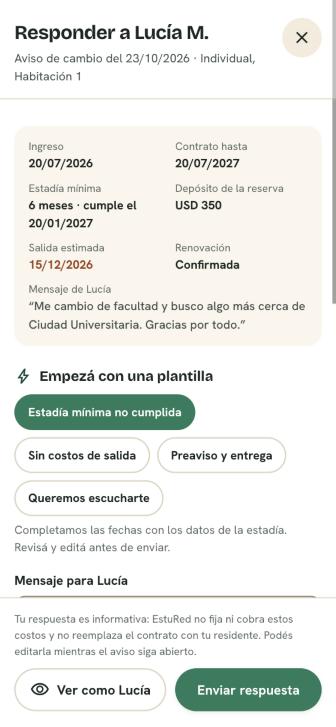 Responder a Lucía M.
Aviso de cambio del 23/10/2026 · Individual,
Habitación 1
Ingreso
20/07/2026
Contrato hasta
20/07/2027
Estadía mínima
6 meses · cumple el
20/01/2027
Depósito de la reserva
USD 350
Salida estimada
15/12/2026
Renovación
Confirmada
Mensaje de Lucía
“Me cambio de facultad y busco algo más cerca de
Ciudad Universitaria. Gracias por todo.”
Empezá con una plantilla
Estadía mínima no cumplida
Sin costos de salida
Preaviso y entrega
Queremos escucharte
Completamos las fechas con los datos de la estadía.
Revisá y editá antes de enviar.
Mensaje para Lucía
Tu respuesta es informativa: EstuRed no fija ni cobra estos
costos y no reemplaza el contrato con tu residente. Podés
editarla mientras el aviso siga abierto.
Ver como Lucía
Enviar respuesta